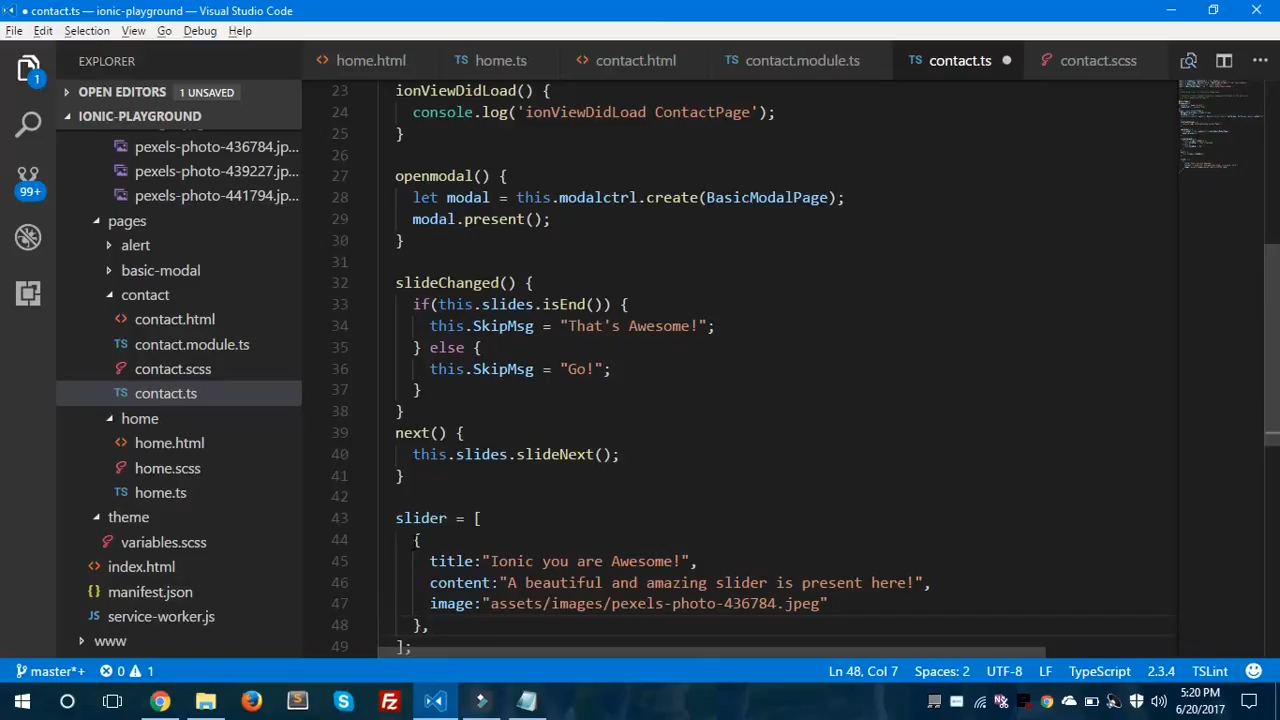 contact.ts — ionic-playground — Visual Studio Code
File Edit Selection View Go Debug Help
EXPLORER
home.html
TS home.ts
contact.html
TS contact.module.ts
TS contact.ts
contact.scss
1
OPEN EDITORS 1 UNSAVED
IONIC-PLAYGROUND
pexels-photo-436784.jp...
pexels-photo-439227.jp...
pexels-photo-441794.jp...
99+
pages
alert
basic-modal
contact
contact.html
TS contact.module.ts
contact.scss
TS contact.ts
home
home.html
home.scss
TS home.ts
theme
variables.scss
index.html
{} manifest.json
JS service-worker.js
www
23 ionViewDidLoad() {
24 console.log('ionViewDidLoad ContactPage');
25 }
26
27 openmodal() {
28 let modal = this.modalctrl.create(BasicModalPage);
29 modal.present();
30 }
31
32 slideChanged() {
33 if(this.slides.isEnd()) {
34 this.SkipMsg = "That's Awesome!";
35 } else {
36 this.SkipMsg = "Go!";
37 }
38 }
39 next() {
40 this.slides.slideNext();
41 }
42
43 slider = [
44 {
45 title:"Ionic you are Awesome!",
46 content:"A beautiful and amazing slider is present here!",
47 image:"assets/images/pexels-photo-436784.jpeg"
48 },
49 ];
master*+ 0 1
Ln 48, Col 7 Spaces: 2 UTF-8 LF TypeScript 2.3.4 TSLint
5:20 PM
6/20/2017